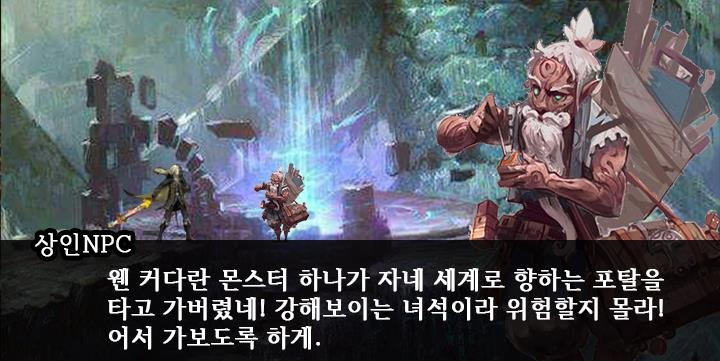 상인NPC
웬 커다란 몬스터 하나가 자네 세계로 향하는 포탈을
타고 가버렸네! 강해보이는 녀석이라 위험할지 몰라!
어서 가보도록 하게.